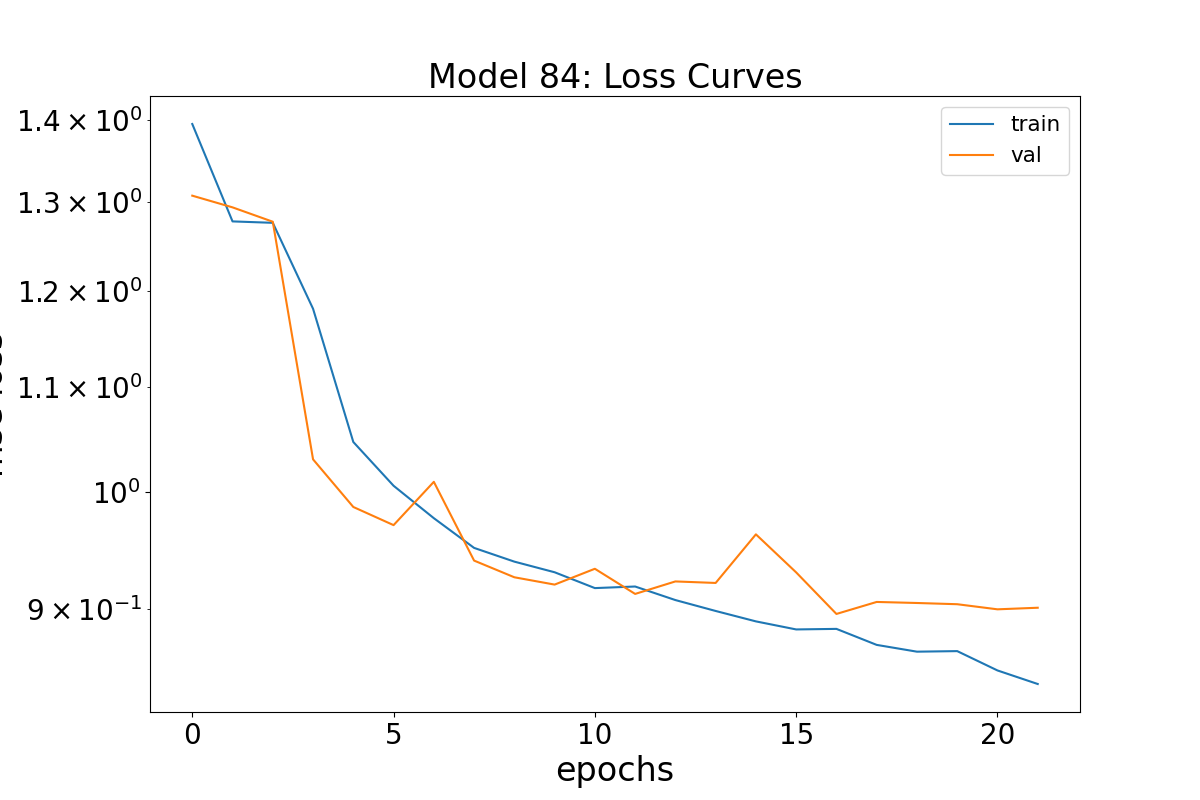 Model 84: Loss Curves
train
val
1.4 × 10⁰
1.3 × 10⁰
1.2 × 10⁰
1.1 × 10⁰
10⁰
9 × 10⁻¹
0 5 10 15 20
epochs